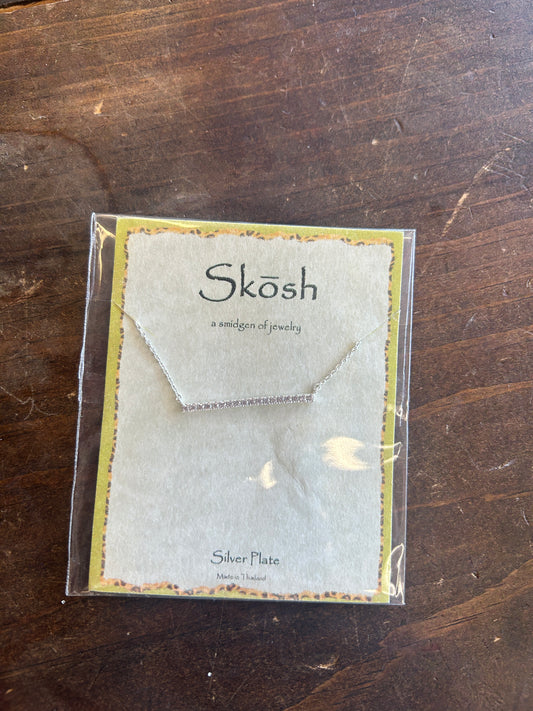 Skōsh
a smidgen of jewelry
Silver Plate
Made in Thailand